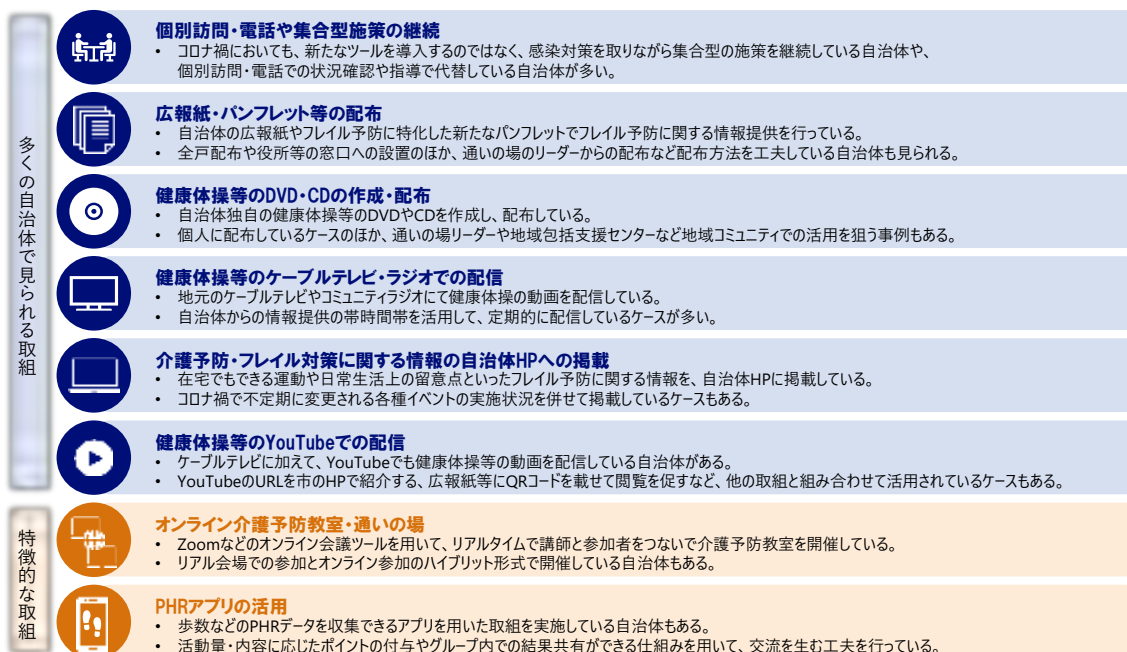 多くの自治体で見られる取組
個別訪問・電話や集合型施策の継続
• コロナ禍においても、新たなツールを導入するのではなく、感染対策を取りながら集合型の施策を継続している自治体や、
個別訪問・電話での状況確認や指導で代替している自治体が多い。
広報紙・パンフレット等の配布
• 自治体の広報紙やフレイル予防に特化した新たなパンフレットでフレイル予防に関する情報提供を行っている。
• 全戸配布や役所等の窓口への設置のほか、通いの場のリーダーからの配布など配布方法を工夫している自治体も見られる。
健康体操等のDVD・CDの作成・配布
• 自治体独自の健康体操等のDVDやCDを作成し、配布している。
• 個人に配布しているケースのほか、通いの場リーダーや地域包括支援センターなど地域コミュニティでの活用を狙う事例もある。
健康体操等のケーブルテレビ・ラジオでの配信
• 地元のケーブルテレビやコミュニティラジオにて健康体操の動画を配信している。
• 自治体からの情報提供の帯時間帯を活用して、定期的に配信しているケースが多い。
介護予防・フレイル対策に関する情報の自治体HPへの掲載
• 在宅でもできる運動や日常生活上の留意点といったフレイル予防に関する情報を、自治体HPに掲載している。
• コロナ禍で不定期に変更される各種イベントの実施状況を併せて掲載しているケースもある。
健康体操等のYouTubeでの配信
• ケーブルテレビに加えて、YouTubeでも健康体操等の動画を配信している自治体がある。
• YouTubeのURLを市のHPで紹介する、広報紙等にQRコードを載せて閲覧を促すなど、他の取組と組み合わせて活用されているケースもある。
特徴的な取組
オンライン介護予防教室・通いの場
• Zoomなどのオンライン会議ツールを用いて、リアルタイムで講師と参加者をつないで介護予防教室を開催している。
• リアル会場での参加とオンライン参加のハイブリット形式で開催している自治体もある。
PHRアプリの活用
• 歩数などのPHRデータを収集できるアプリを用いた取組を実施している自治体もある。
• 活動量・内容に応じたポイントの付与やグループ内での結果共有ができる仕組みを用いて、交流を生む工夫を行っている。